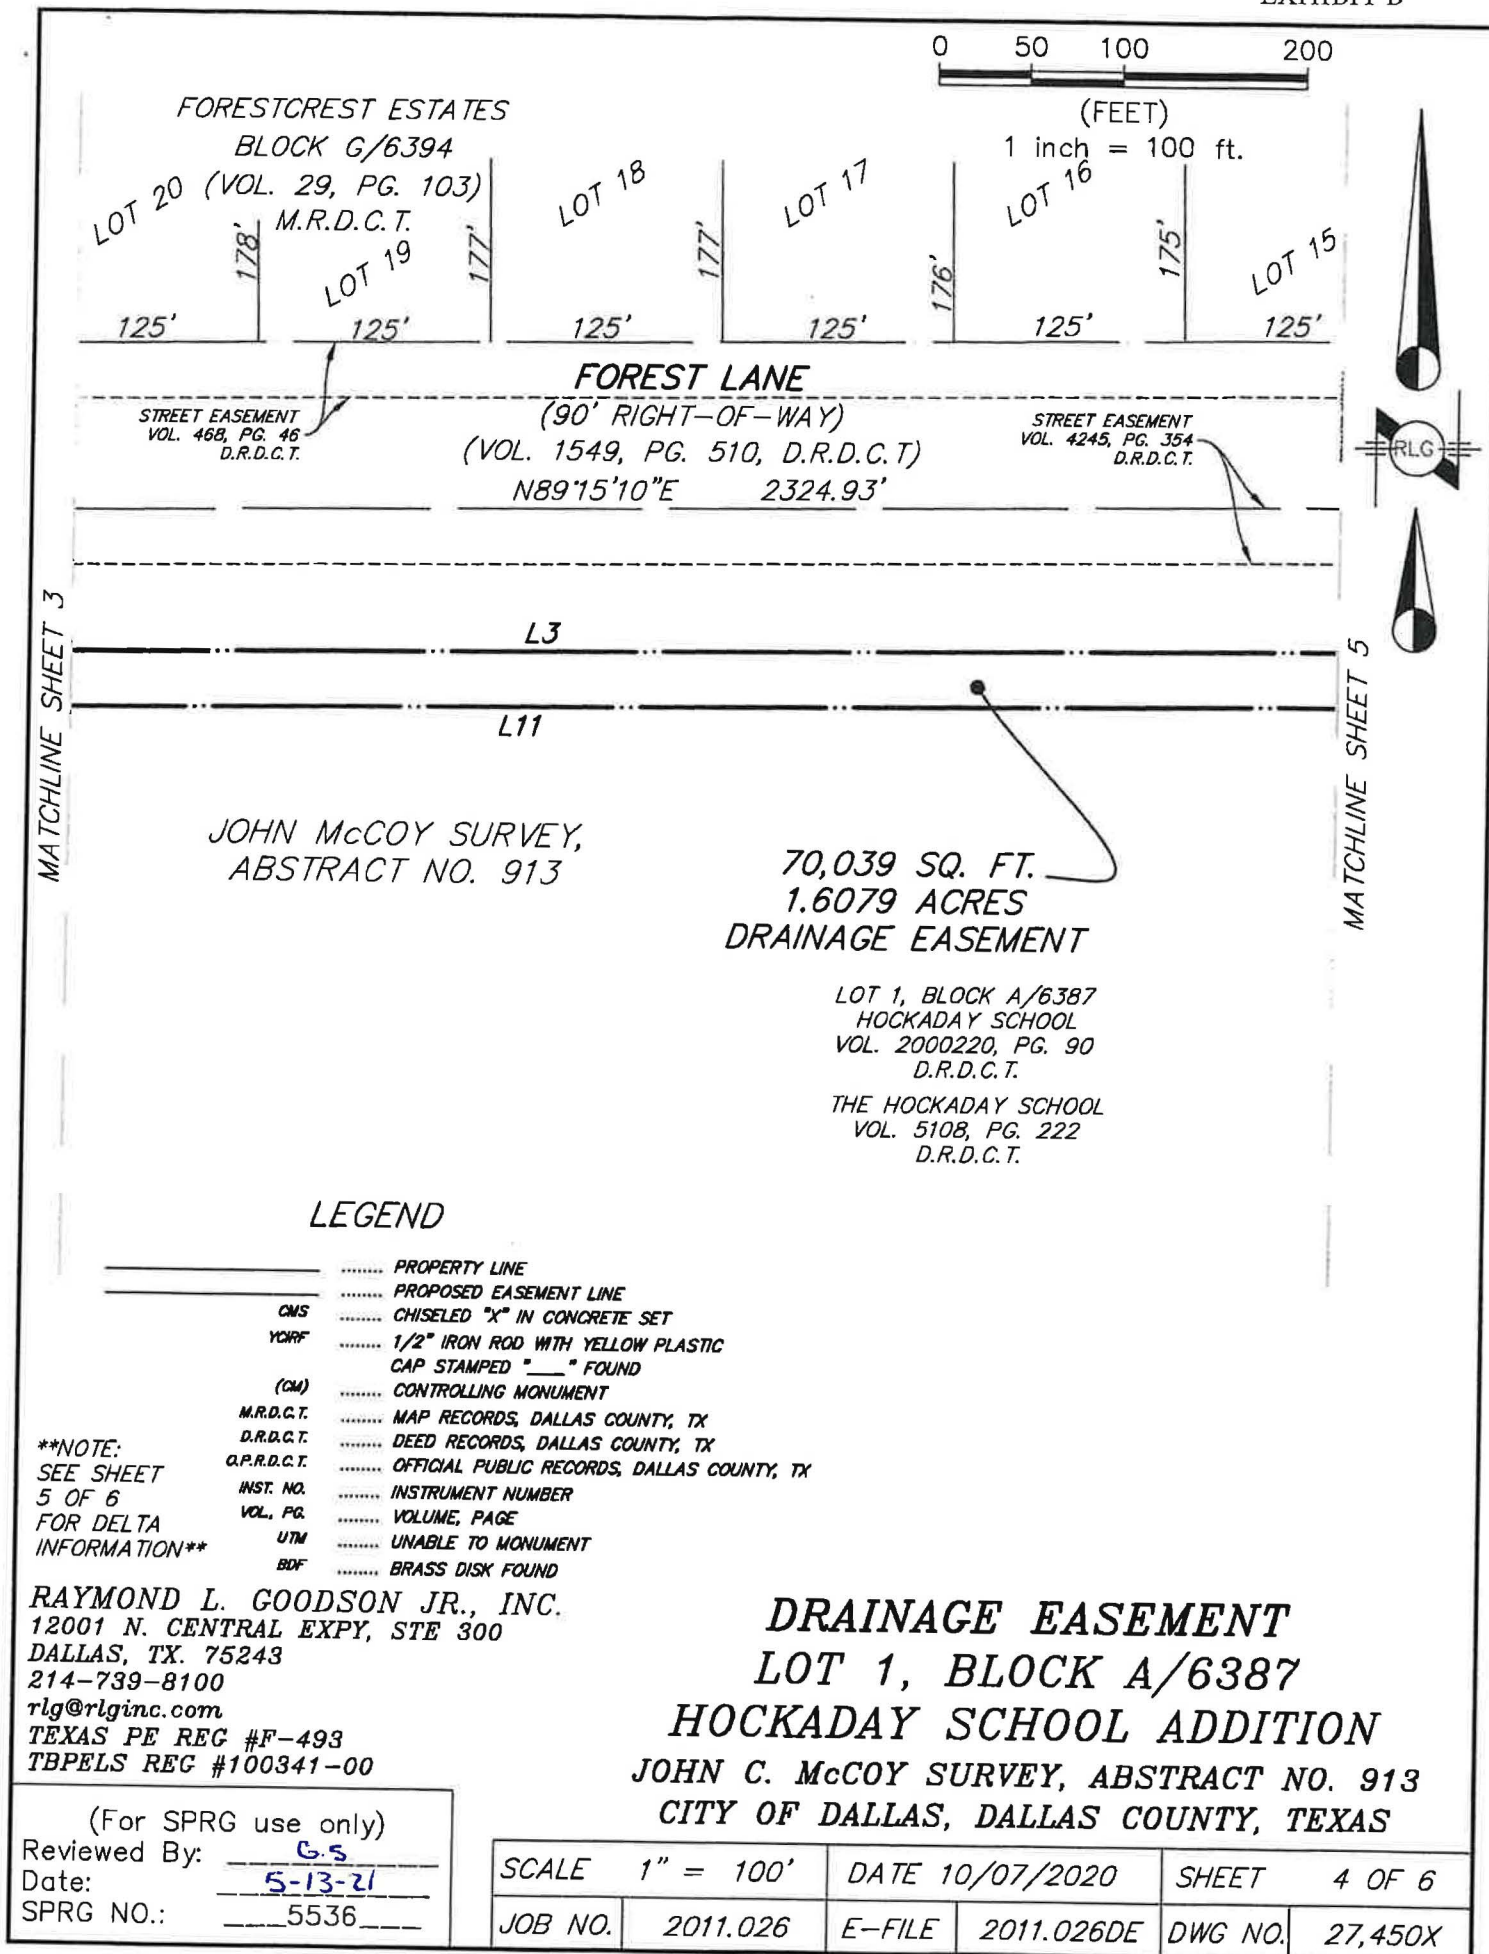 0 50 100 200
(FEET)
1 inch = 100 ft.
FORESTCREST ESTATES
BLOCK G/6394
(VOL. 29, PG. 103)
M.R.D.C.T.
LOT 20
LOT 19
LOT 18
LOT 17
LOT 16
LOT 15
178'
177'
177'
176'
175'
125'
125'
125'
125'
125'
125'
FOREST LANE
(90' RIGHT-OF-WAY)
(VOL. 1549, PG. 510, D.R.D.C.T)
N89°15'10"E 2324.93'
STREET EASEMENT
VOL. 468, PG. 46
D.R.D.C.T.
STREET EASEMENT
VOL. 4245, PG. 354
D.R.D.C.T.
RLG
MATCHLINE SHEET 3
MATCHLINE SHEET 5
L3
L11
JOHN McCOY SURVEY,
ABSTRACT NO. 913
70,039 SQ. FT.
1.6079 ACRES
DRAINAGE EASEMENT
LOT 1, BLOCK A/6387
HOCKADAY SCHOOL
VOL. 2000220, PG. 90
D.R.D.C.T.
THE HOCKADAY SCHOOL
VOL. 5108, PG. 222
D.R.D.C.T.
LEGEND
........ PROPERTY LINE
........ PROPOSED EASEMENT LINE
CMS ........ CHISELED "X" IN CONCRETE SET
YCIRF ........ 1/2" IRON ROD WITH YELLOW PLASTIC
CAP STAMPED "___" FOUND
(CM) ........ CONTROLLING MONUMENT
M.R.D.C.T. ........ MAP RECORDS, DALLAS COUNTY, TX
D.R.D.C.T. ........ DEED RECORDS, DALLAS COUNTY, TX
O.P.R.D.C.T. ........ OFFICIAL PUBLIC RECORDS, DALLAS COUNTY, TX
INST. NO. ........ INSTRUMENT NUMBER
VOL., PG. ........ VOLUME, PAGE
UTM ........ UNABLE TO MONUMENT
BDF ........ BRASS DISK FOUND
**NOTE:
SEE SHEET
5 OF 6
FOR DELTA
INFORMATION**
RAYMOND L. GOODSON JR., INC.
12001 N. CENTRAL EXPY, STE 300
DALLAS, TX. 75243
214-739-8100
rlg@rlginc.com
TEXAS PE REG #F-493
TBPELS REG #100341-00
(For SPRG use only)
Reviewed By: G.S
Date: 5-13-21
SPRG NO.: ___5536___
DRAINAGE EASEMENT
LOT 1, BLOCK A/6387
HOCKADAY SCHOOL ADDITION
JOHN C. McCOY SURVEY, ABSTRACT NO. 913
CITY OF DALLAS, DALLAS COUNTY, TEXAS
SCALE 1" = 100' DATE 10/07/2020 SHEET 4 OF 6
JOB NO. 2011.026 E-FILE 2011.026DE DWG NO. 27,450X